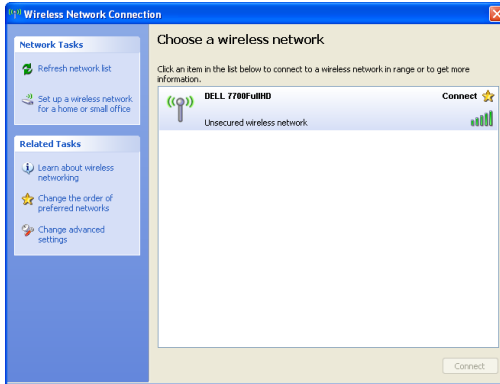 Wireless Network Connection
Network Tasks
Refresh network list
Set up a wireless network
for a home or small office
Related Tasks
Learn about wireless
networking
Change the order of
preferred networks
Change advanced
settings
Choose a wireless network
Click an item in the list below to connect to a wireless network in range or to get more
information.
DELL 7700FullHD
Connect
Unsecured wireless network
Connect